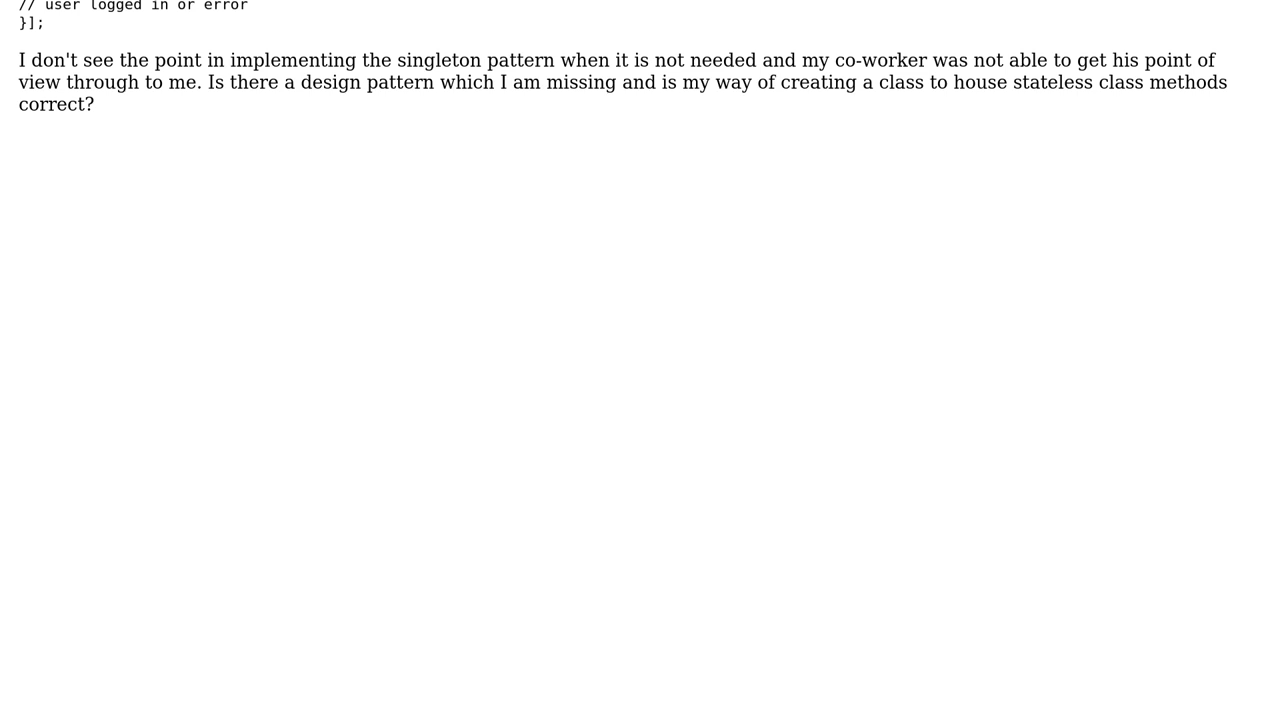 // user logged in or error
}];
I don't see the point in implementing the singleton pattern when it is not needed and my co-worker was not able to get his point of
view through to me. Is there a design pattern which I am missing and is my way of creating a class to house stateless class methods
correct?